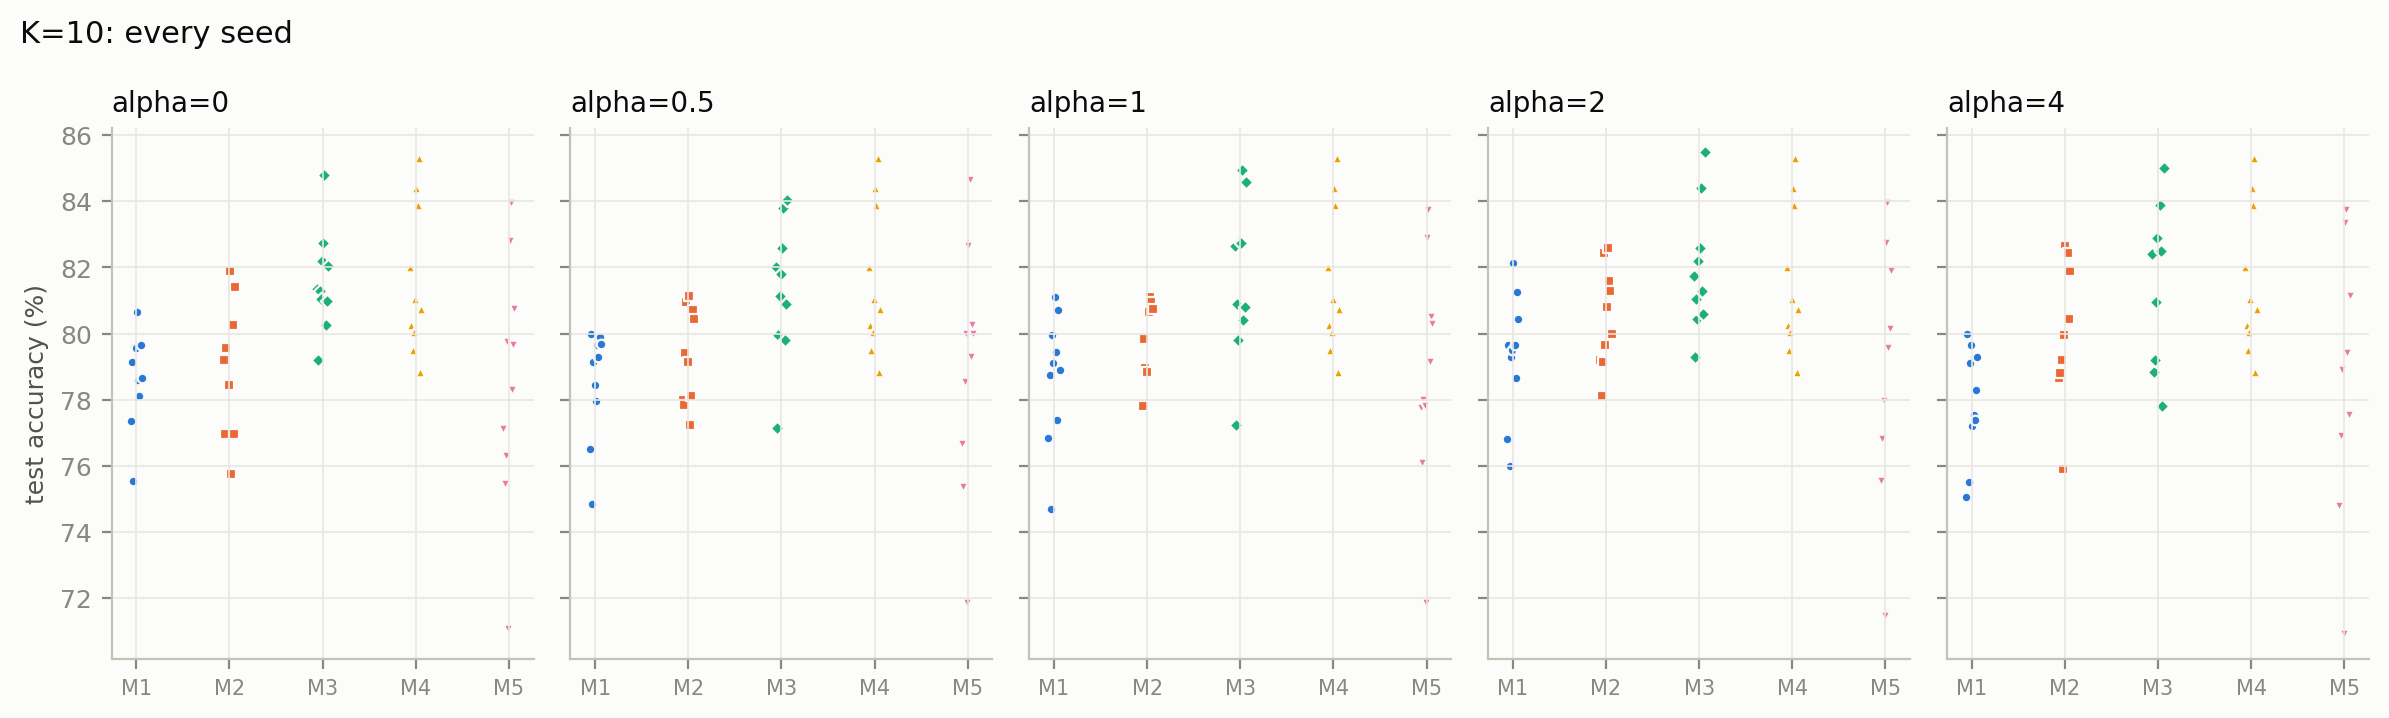 K=10: every seed
alpha=0
alpha=0.5
alpha=1
alpha=2
alpha=4
test accuracy (%)
86
84
82
80
78
76
74
72
M1 M2 M3 M4 M5
M1 M2 M3 M4 M5
M1 M2 M3 M4 M5
M1 M2 M3 M4 M5
M1 M2 M3 M4 M5